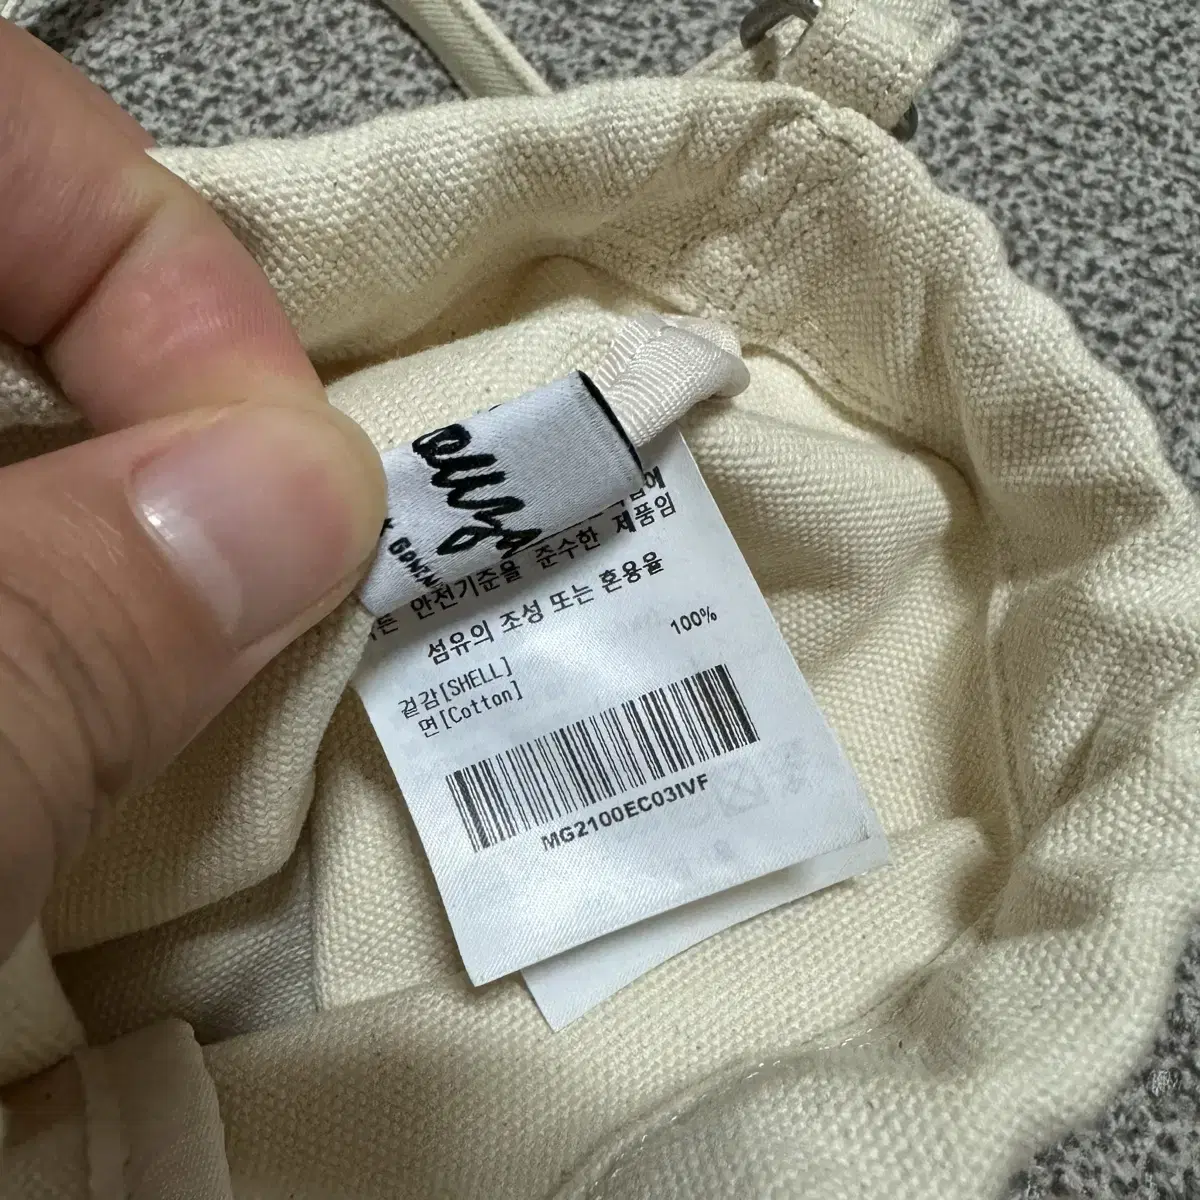 제품임
안전기준을 준수한
섬유의 조성 또는 혼용율
겉감[SHELL]
면[Cotton] 100%
MG2100EC03IVF